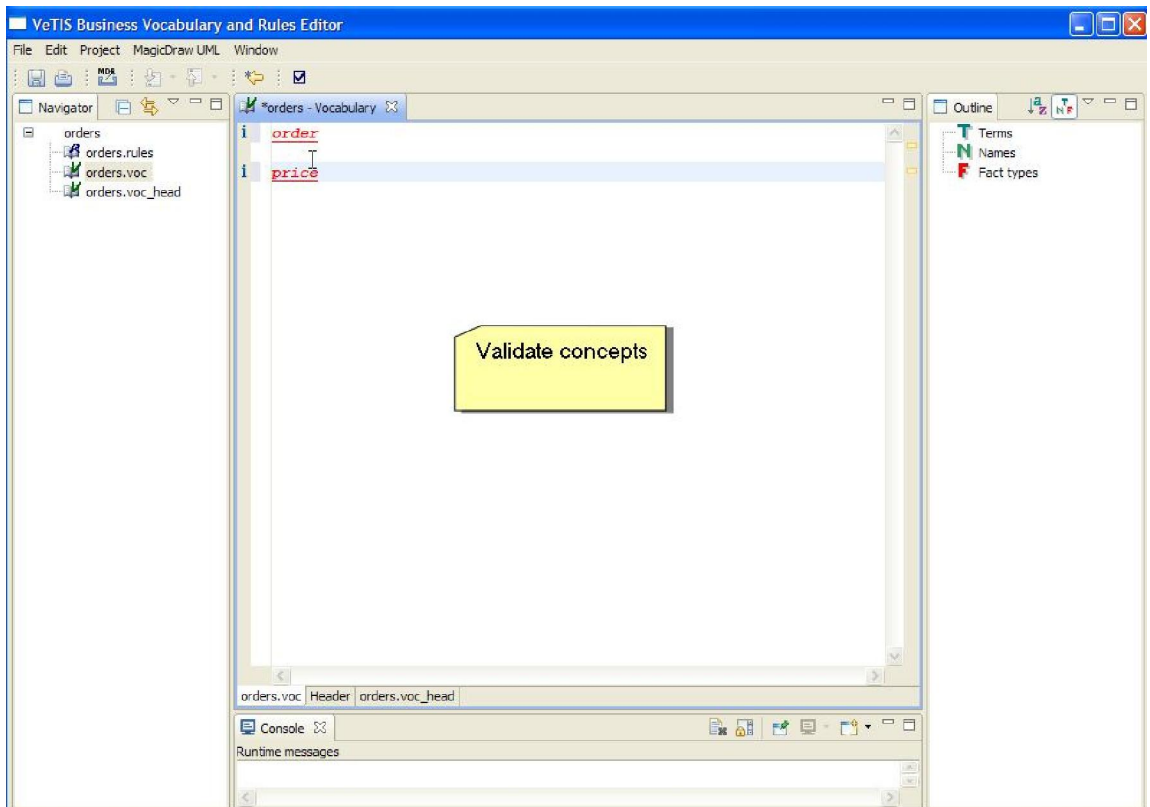 VeTIS Business Vocabulary and Rules Editor
File Edit Project MagicDraw UML Window
MDR
Navigator
orders
orders.rules
orders.voc
orders.voc_head
*orders - Vocabulary
i order
i price
Validate concepts
orders.voc Header orders.voc_head
Console
Runtime messages
Outline
T Terms
N Names
F Fact types